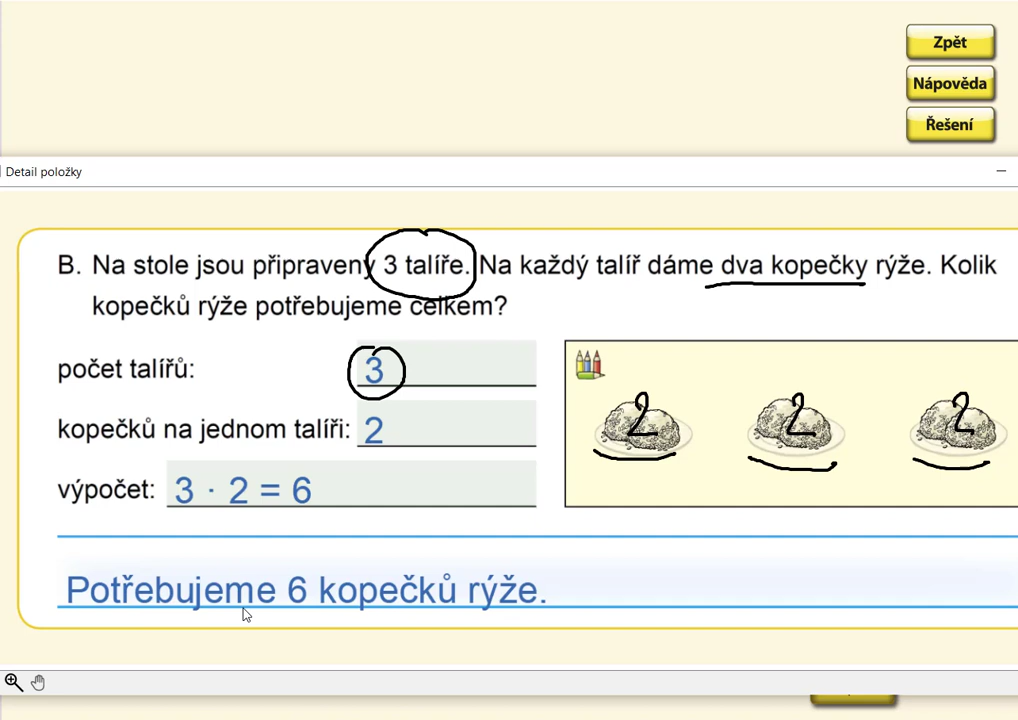 Zpět
Nápověda
Řešení
Detail položky
B. Na stole jsou připraveny 3 talíře. Na každý talíř dáme dva kopečky rýže. Kolik
kopečků rýže potřebujeme celkem?
počet talířů: 3
kopečků na jednom talíři: 2
výpočet: 3 · 2 = 6
2 2 2
Potřebujeme 6 kopečků rýže.